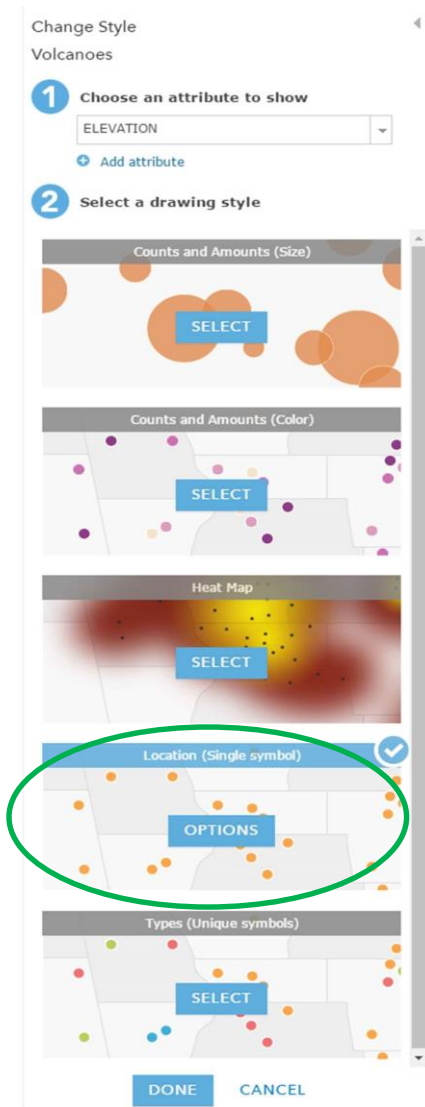 Change Style
Volcanoes
1 Choose an attribute to show
ELEVATION
Add attribute
2 Select a drawing style
Counts and Amounts (Size)
SELECT
Counts and Amounts (Color)
SELECT
Heat Map
SELECT
Location (Single symbol)
OPTIONS
Types (Unique symbols)
SELECT
DONE CANCEL